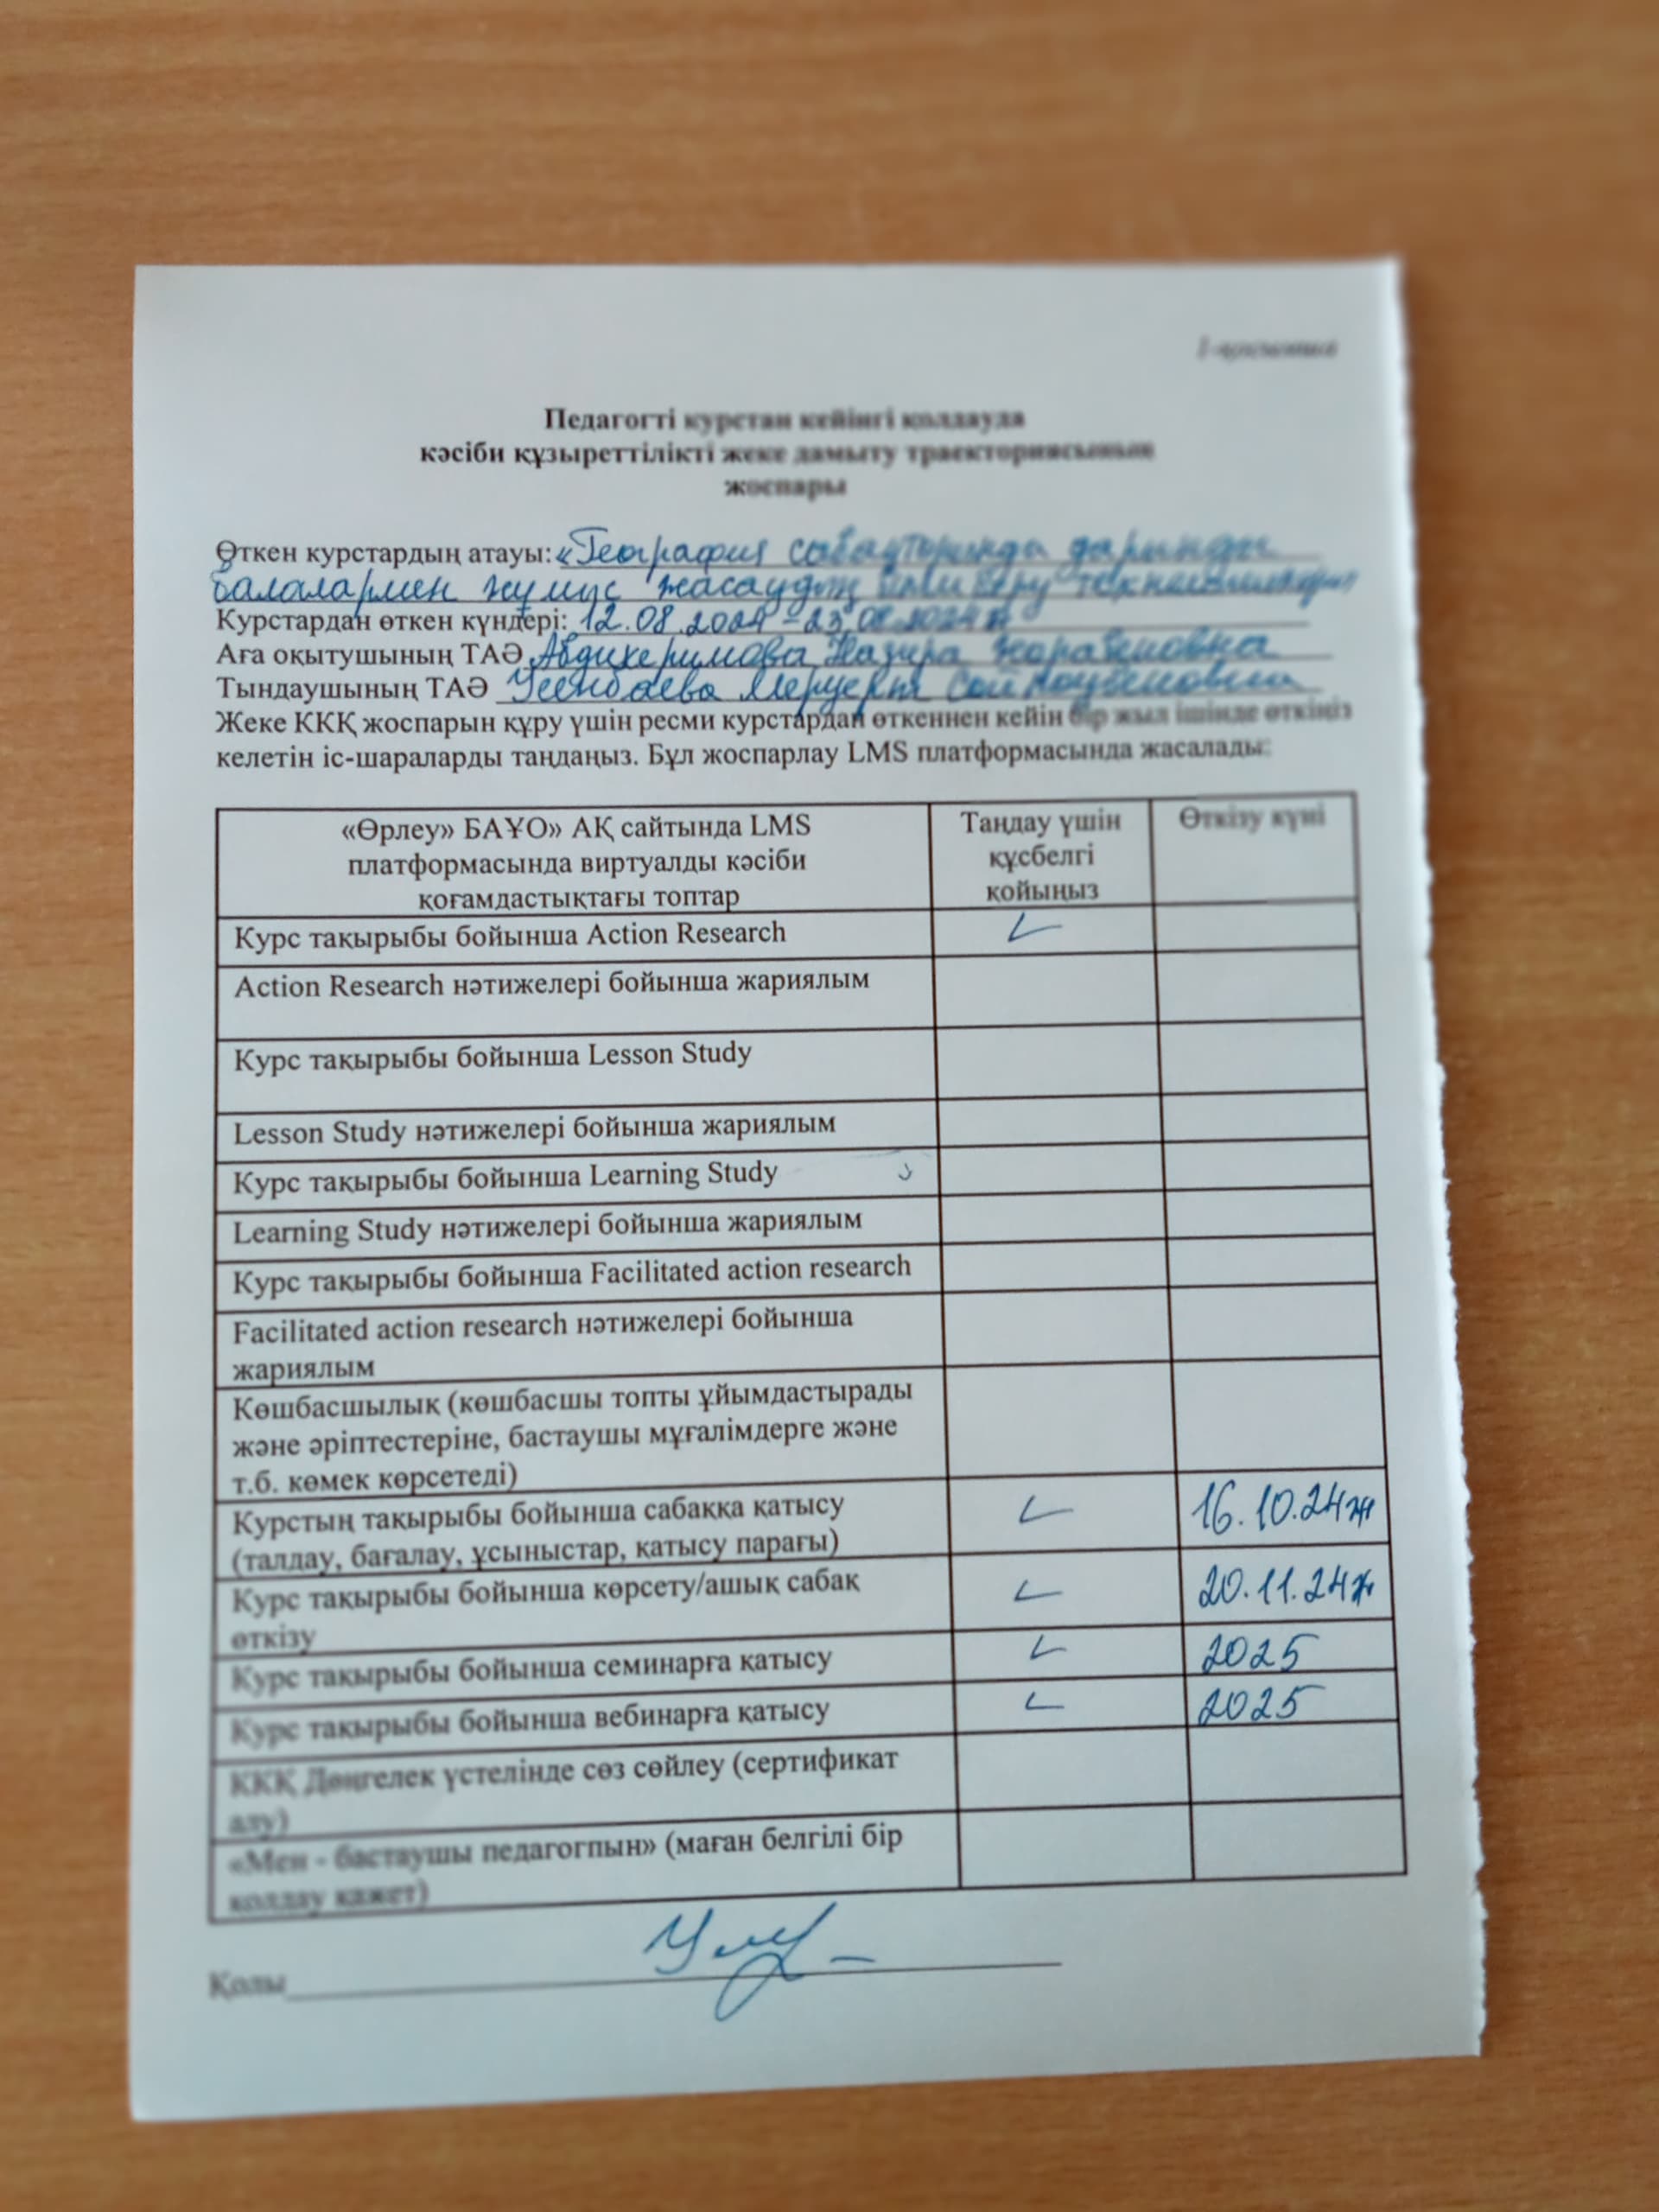 1-қосымша
Педагогті курстан кейінгі қолдауда
кәсіби құзыреттілікті жеке дамыту траекториясының
жоспары
Өткен курстардың атауы: «География сабақтарында дарынды
балалармен жұмыс жасаудың білім беру технологиялары»
Курстардан өткен күндері: 12.08.2024 - 23.08.2024ж
Аға оқытушының ТАӘ Абдикеримова Назира
Тындаушының ТАӘ Усенбаева Меруерт
Жеке ККҚ жоспарын құру үшін ресми курстардан өткеннен кейін бір жыл ішінде өткіңіз
келетін іс-шараларды таңдаңыз. Бұл жоспарлау LMS платформасында жасалады:
«Өрлеу» БАҰО» АҚ сайтында LMS
платформасында виртуалды кәсіби
қоғамдастықтағы топтар
Таңдау үшін
құсбелгі
қойыңыз
Өткізу күні
Курс тақырыбы бойынша Action Research ✓
Action Research нәтижелері бойынша жариялым
Курс тақырыбы бойынша Lesson Study
Lesson Study нәтижелері бойынша жариялым
Курс тақырыбы бойынша Learning Study
Learning Study нәтижелері бойынша жариялым
Курс тақырыбы бойынша Facilitated action research
Facilitated action research нәтижелері бойынша
жариялым
Көшбасшылық (көшбасшы топты ұйымдастырады
және әріптестеріне, бастаушы мұғалімдерге және
т.б. көмек көрсетеді)
Курстың тақырыбы бойынша сабаққа қатысу ✓ 16.10.24ж
(талдау, бағалау, ұсыныстар, қатысу парағы)
Курс тақырыбы бойынша көрсету/ашық сабақ ✓ 20.11.24ж
өткізу
Курс тақырыбы бойынша семинарға қатысу ✓ 2025
Курс тақырыбы бойынша вебинарға қатысу ✓ 2025
ККҚ Дөңгелек үстелінде сөз сөйлеу (сертификат
алу)
«Мен - бастаушы педагогпын» (маған белгілі бір
қолдау қажет)
Қолы